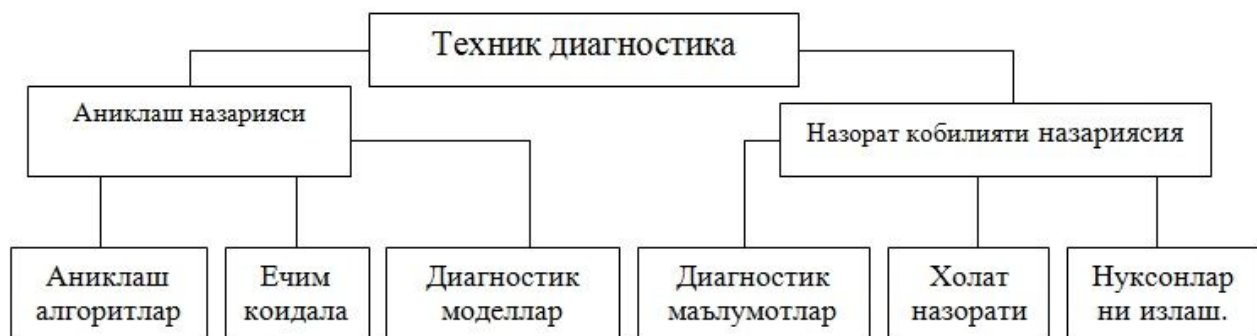 Техник диагностика
Аниклаш назарияси
Назорат кобилияти назариясия
Аниклаш
алгоритлар
Ечим
коидала
Диагностик
моделлар
Диагностик
маълумотлар
Холат
назорати
Нуксонлар
ни излаш.